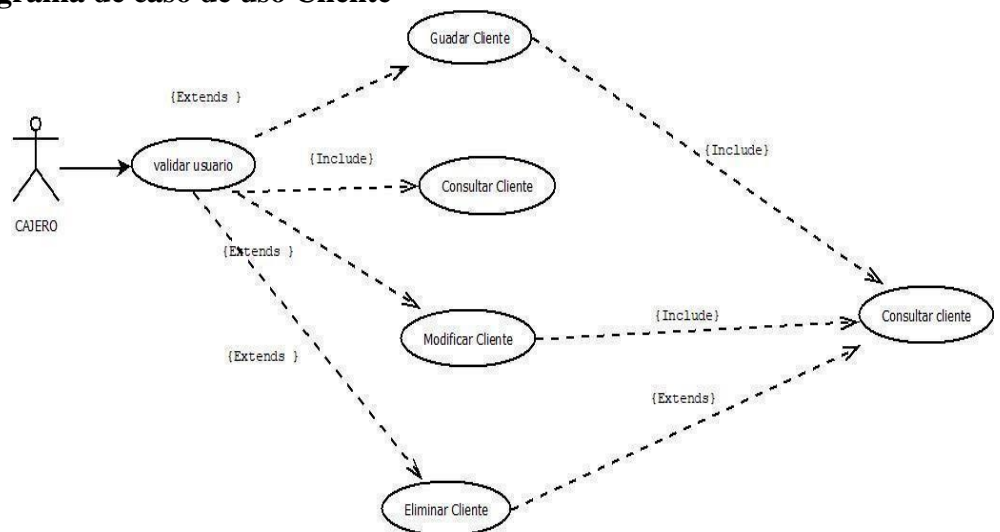 grama de caso de uso Cliente
Guadar Cliente
{Extends }
{Include}
{Include}
validar usuario
Consultar Cliente
CAJERO
{Extends }
{Include}
Consultar cliente
Modificar Cliente
{Extends }
{Extends}
Eliminar Cliente